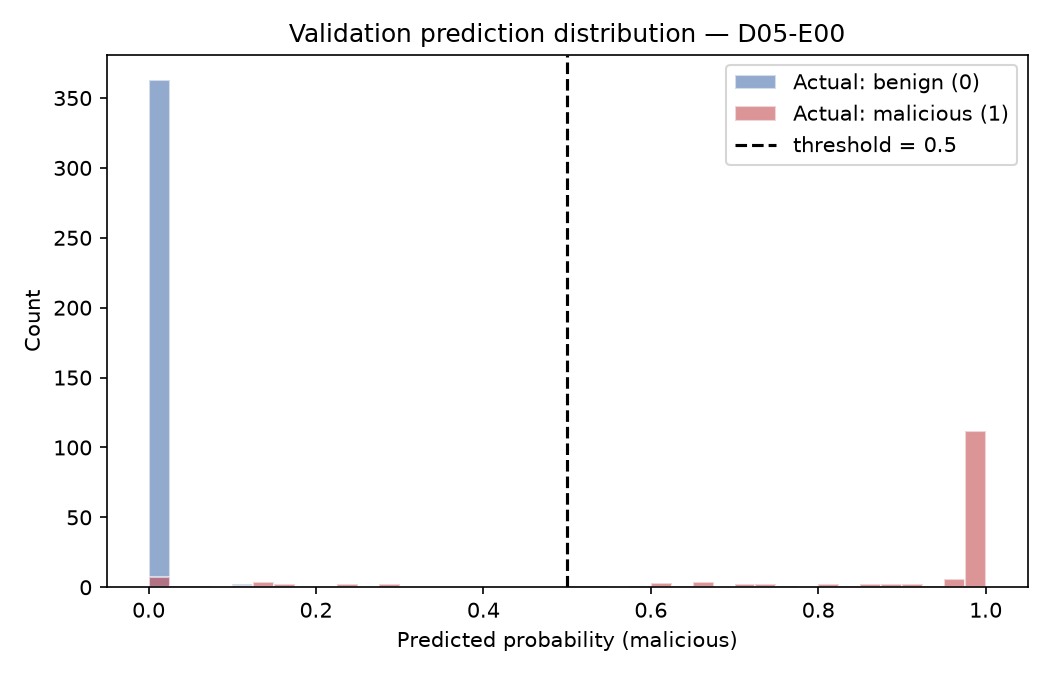 Validation prediction distribution — D05-E00
Actual: benign (0)
Actual: malicious (1)
threshold = 0.5
Count
350
300
250
200
150
100
50
0
0.0 0.2 0.4 0.6 0.8 1.0
Predicted probability (malicious)